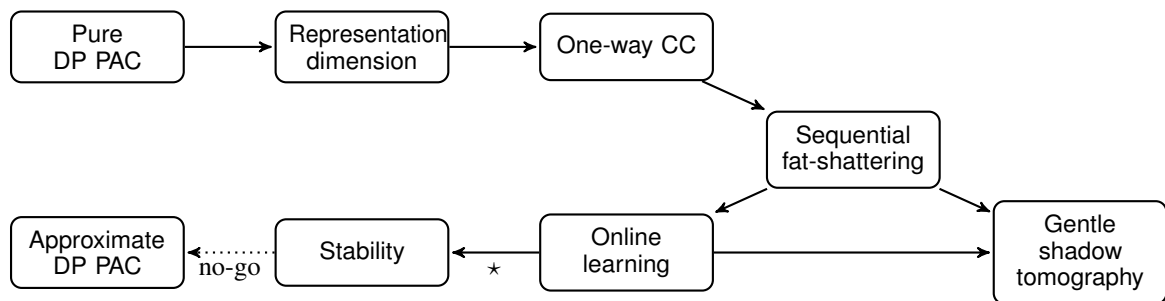 Pure
DP PAC
Representation
dimension
One-way CC
Sequential
fat-shattering
Approximate
DP PAC
no-go
Stability
⋆
Online
learning
Gentle
shadow
tomography